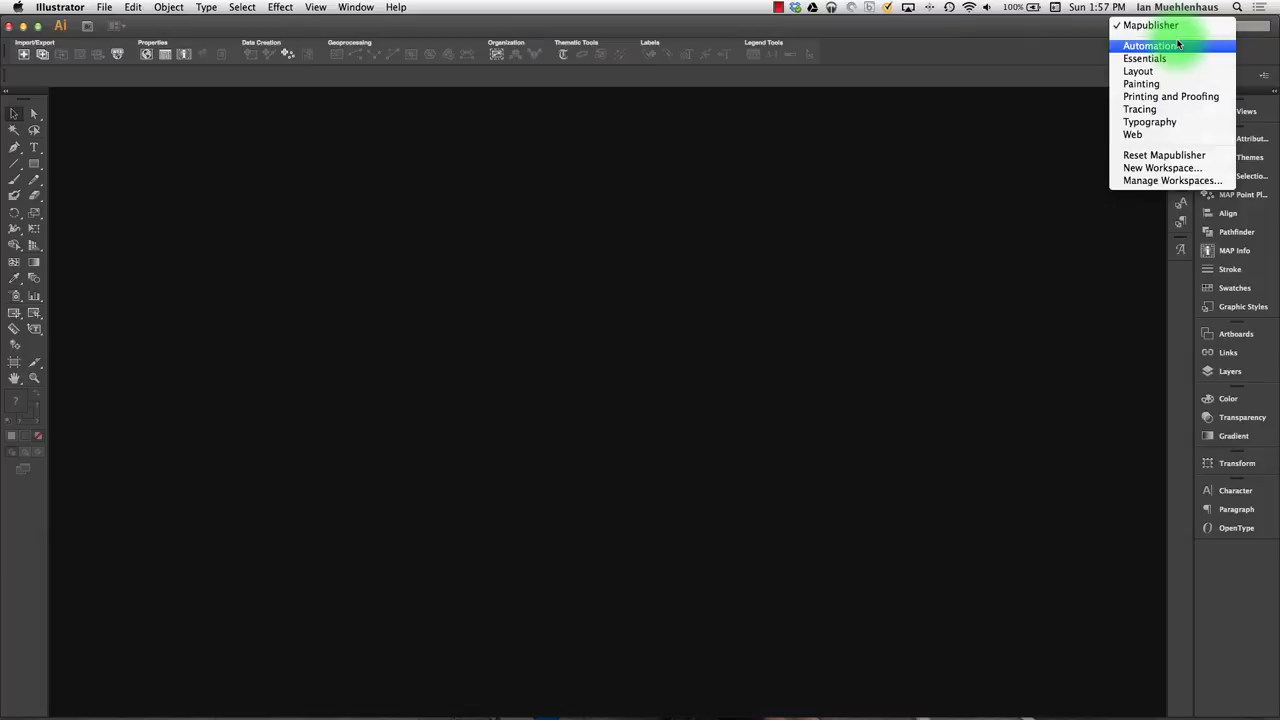 Illustrator File Edit Object Type Select Effect View Window Help 100% Sun 1:57 PM Ian Muehlenhaus
Ai Br
✓ Mapublisher
Import/Export Properties Data Creation Geoprocessing Organization Thematic Tools Labels Legend Tools
Automation
Essentials
Layout
Painting
Printing and Proofing
Tracing
Typography
Web
Reset Mapublisher
New Workspace...
Manage Workspaces...
Views
Attribut...
Themes
Selectio...
MAP Point Pl...
Align
Pathfinder
MAP Info
Stroke
Swatches
Graphic Styles
Artboards
Links
Layers
Color
Transparency
Gradient
Transform
Character
Paragraph
OpenType
?